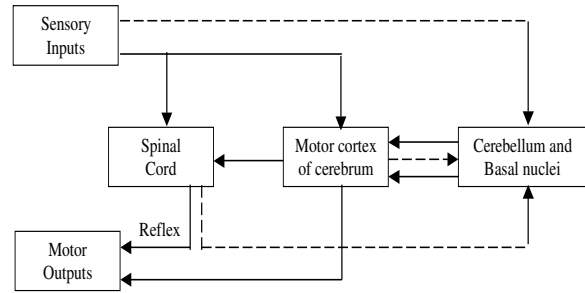 Sensory
Inputs
Spinal
Cord
Motor cortex
of cerebrum
Cerebellum and
Basal nuclei
Reflex
Motor
Outputs